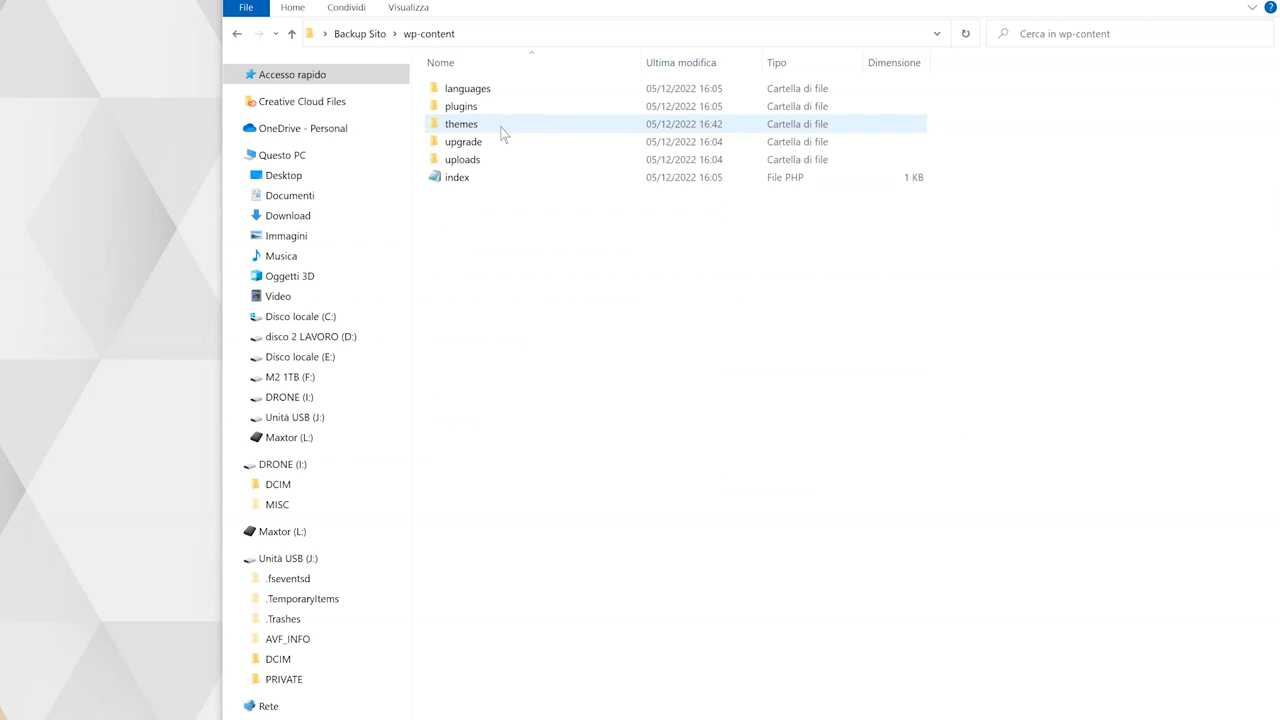 File Home Condividi Visualizza
Backup Sito wp-content Cerca in wp-content
Nome Ultima modifica Tipo Dimensione
languages 05/12/2022 16:05 Cartella di file
plugins 05/12/2022 16:05 Cartella di file
themes 05/12/2022 16:42 Cartella di file
upgrade 05/12/2022 16:04 Cartella di file
uploads 05/12/2022 16:04 Cartella di file
index 05/12/2022 16:05 File PHP 1 KB
Accesso rapido
Creative Cloud Files
OneDrive - Personal
Questo PC
Desktop
Documenti
Download
Immagini
Musica
Oggetti 3D
Video
Disco locale (C:)
disco 2 LAVORO (D:)
Disco locale (E:)
M2 1TB (F:)
DRONE (I:)
Unità USB (J:)
Maxtor (L:)
DRONE (I:)
DCIM
MISC
Maxtor (L:)
Unità USB (J:)
.fseventsd
.TemporaryItems
.Trashes
AVF_INFO
DCIM
PRIVATE
Rete